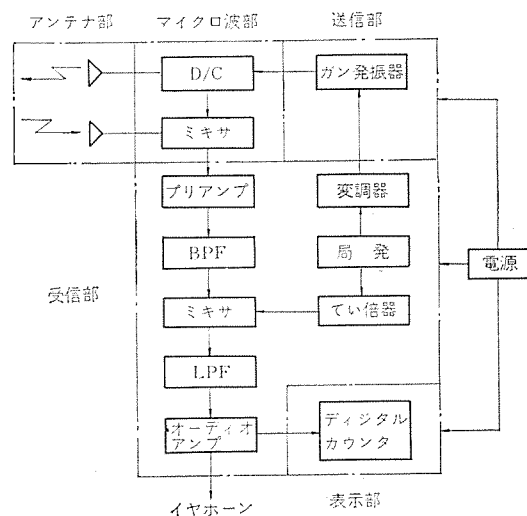 アンテナ部
マイクロ波部
送信部
D/C
ガン発振器
ミキサ
プリアンプ
変調器
BPF
局発
電源
受信部
ミキサ
てい倍器
LPF
オーディオ
アンプ
ディジタル
カウンタ
イヤホーン
表示部